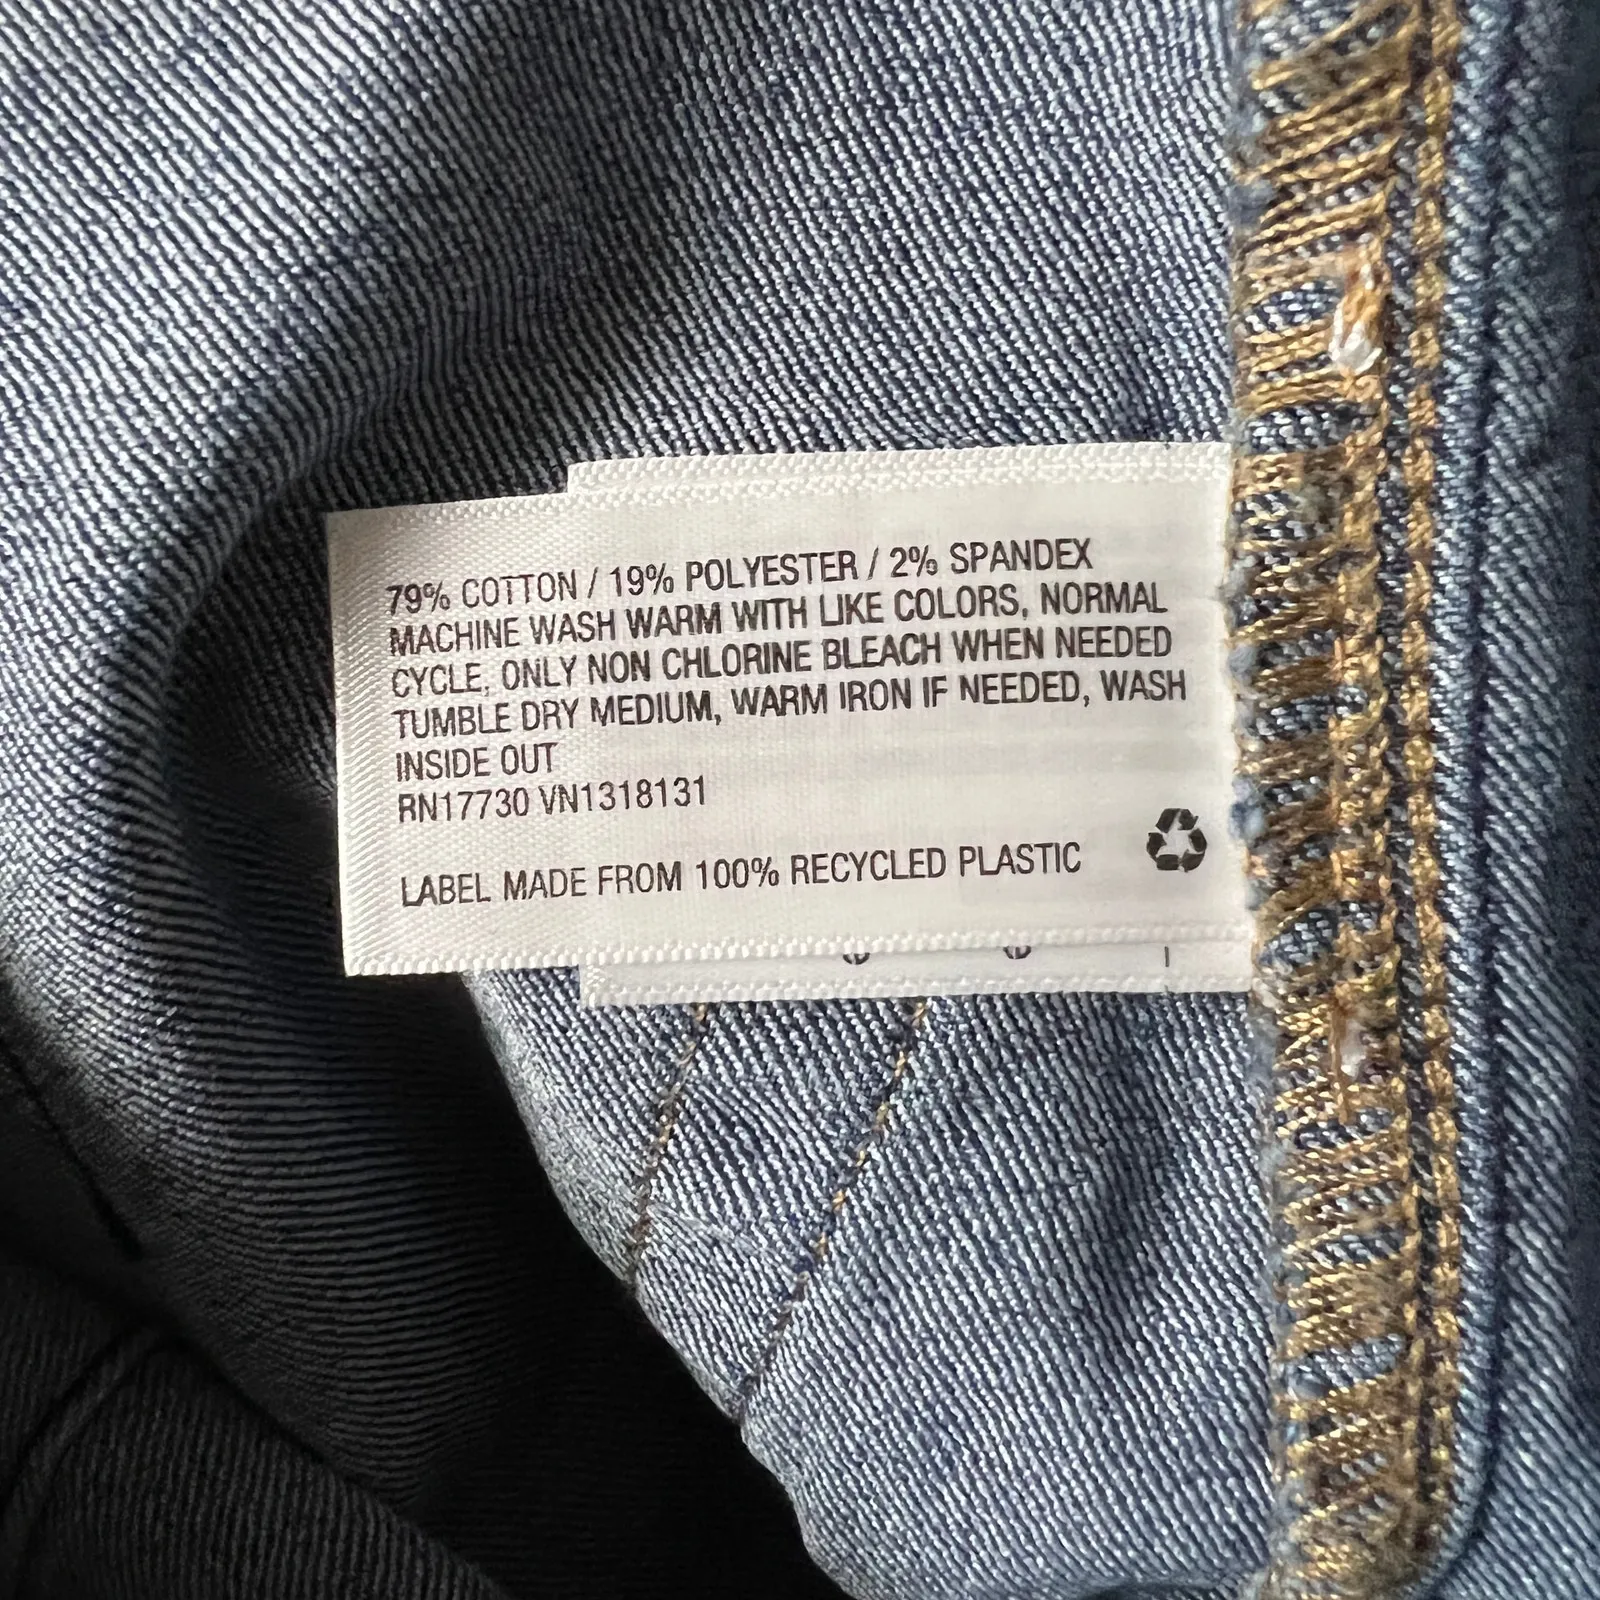 79% COTTON / 19% POLYESTER / 2% SPANDEX
MACHINE WASH WARM WITH LIKE COLORS, NORMAL
CYCLE, ONLY NON CHLORINE BLEACH WHEN NEEDED
TUMBLE DRY MEDIUM, WARM IRON IF NEEDED, WASH
INSIDE OUT
RN17730 VN1318131
LABEL MADE FROM 100% RECYCLED PLASTIC